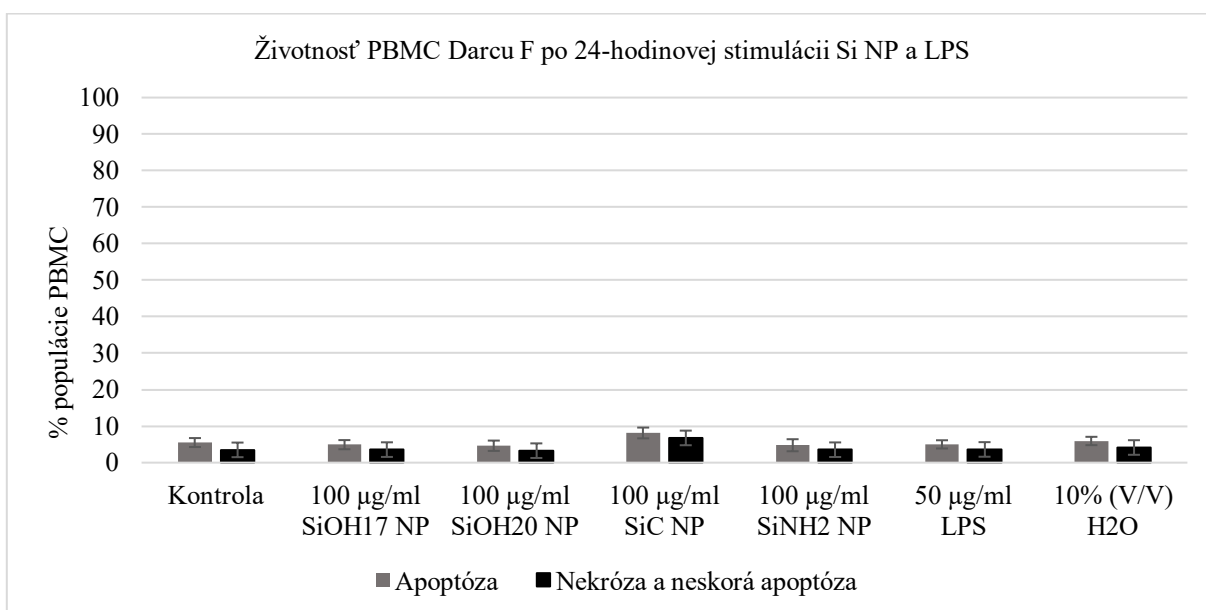 Životnosť PBMC Darcu F po 24-hodinovej stimulácii Si NP a LPS
% populácie PBMC
100
90
80
70
60
50
40
30
20
10
0
Kontrola
100 µg/ml
SiOH17 NP
100 µg/ml
SiOH20 NP
100 µg/ml
SiC NP
100 µg/ml
SiNH2 NP
50 µg/ml
LPS
10% (V/V)
H2O
Apoptóza
Nekróza a neskorá apoptóza